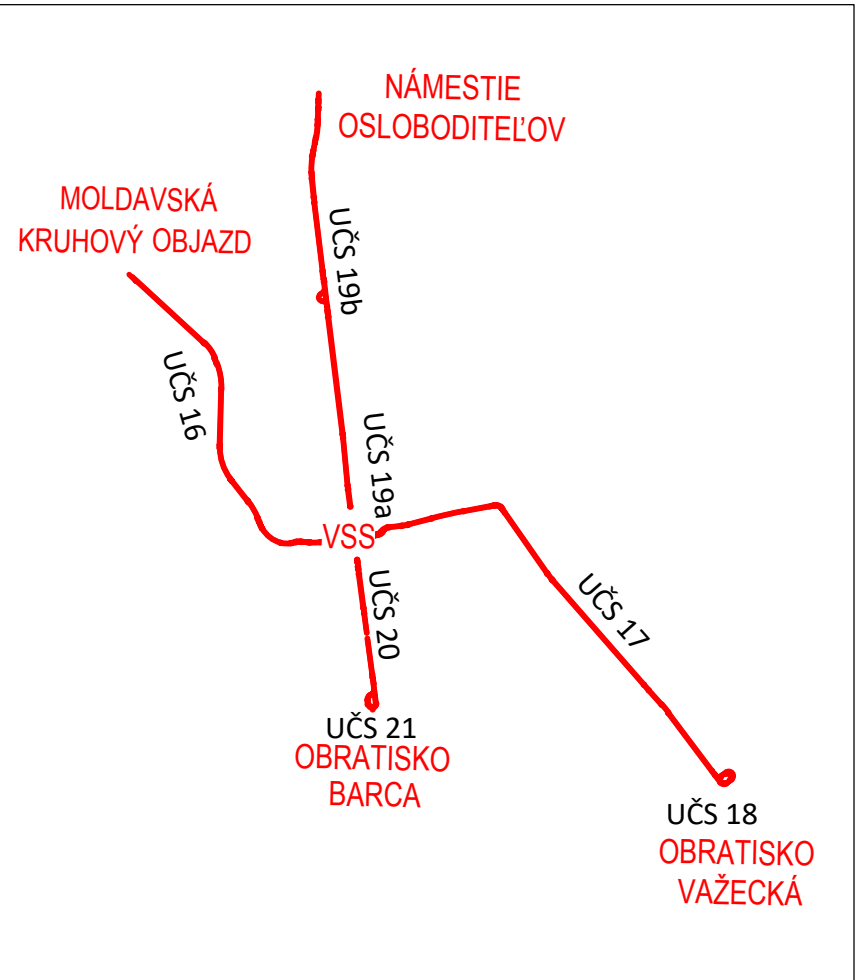 NÁMESTIE
OSLOBODITEĽOV
MOLDAVSKÁ
KRUHOVÝ OBJAZD
UČS 19b
UČS 16
UČS 19a
VSS
UČS 20
UČS 17
UČS 21
OBRATISKO
BARCA
UČS 18
OBRATISKO
VAŽECKÁ